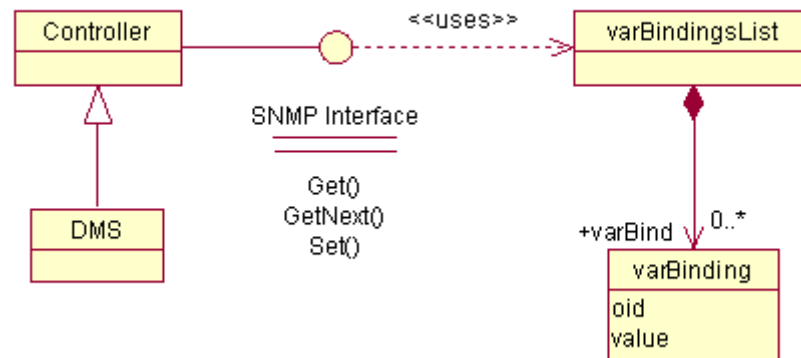 Controller
<<uses>>
varBindingsList
SNMP Interface
Get()
GetNext()
Set()
DMS
+varBind
0..*
varBinding
oid
value